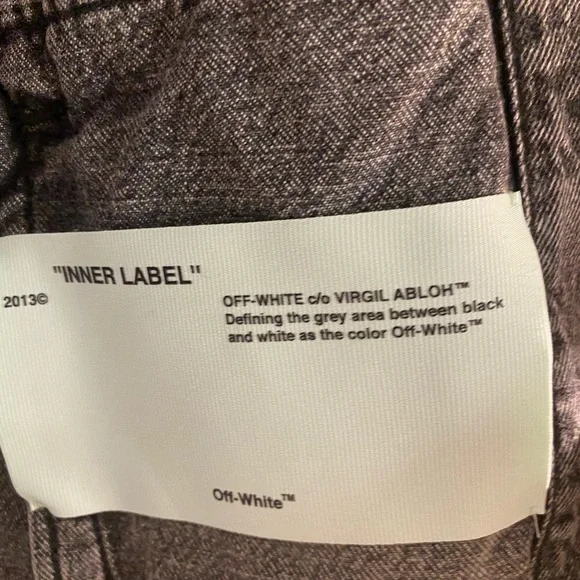 "INNER LABEL"
2013©
OFF-WHITE c/o VIRGIL ABLOH™
Defining the grey area between black
and white as the color Off-White™
Off-White™